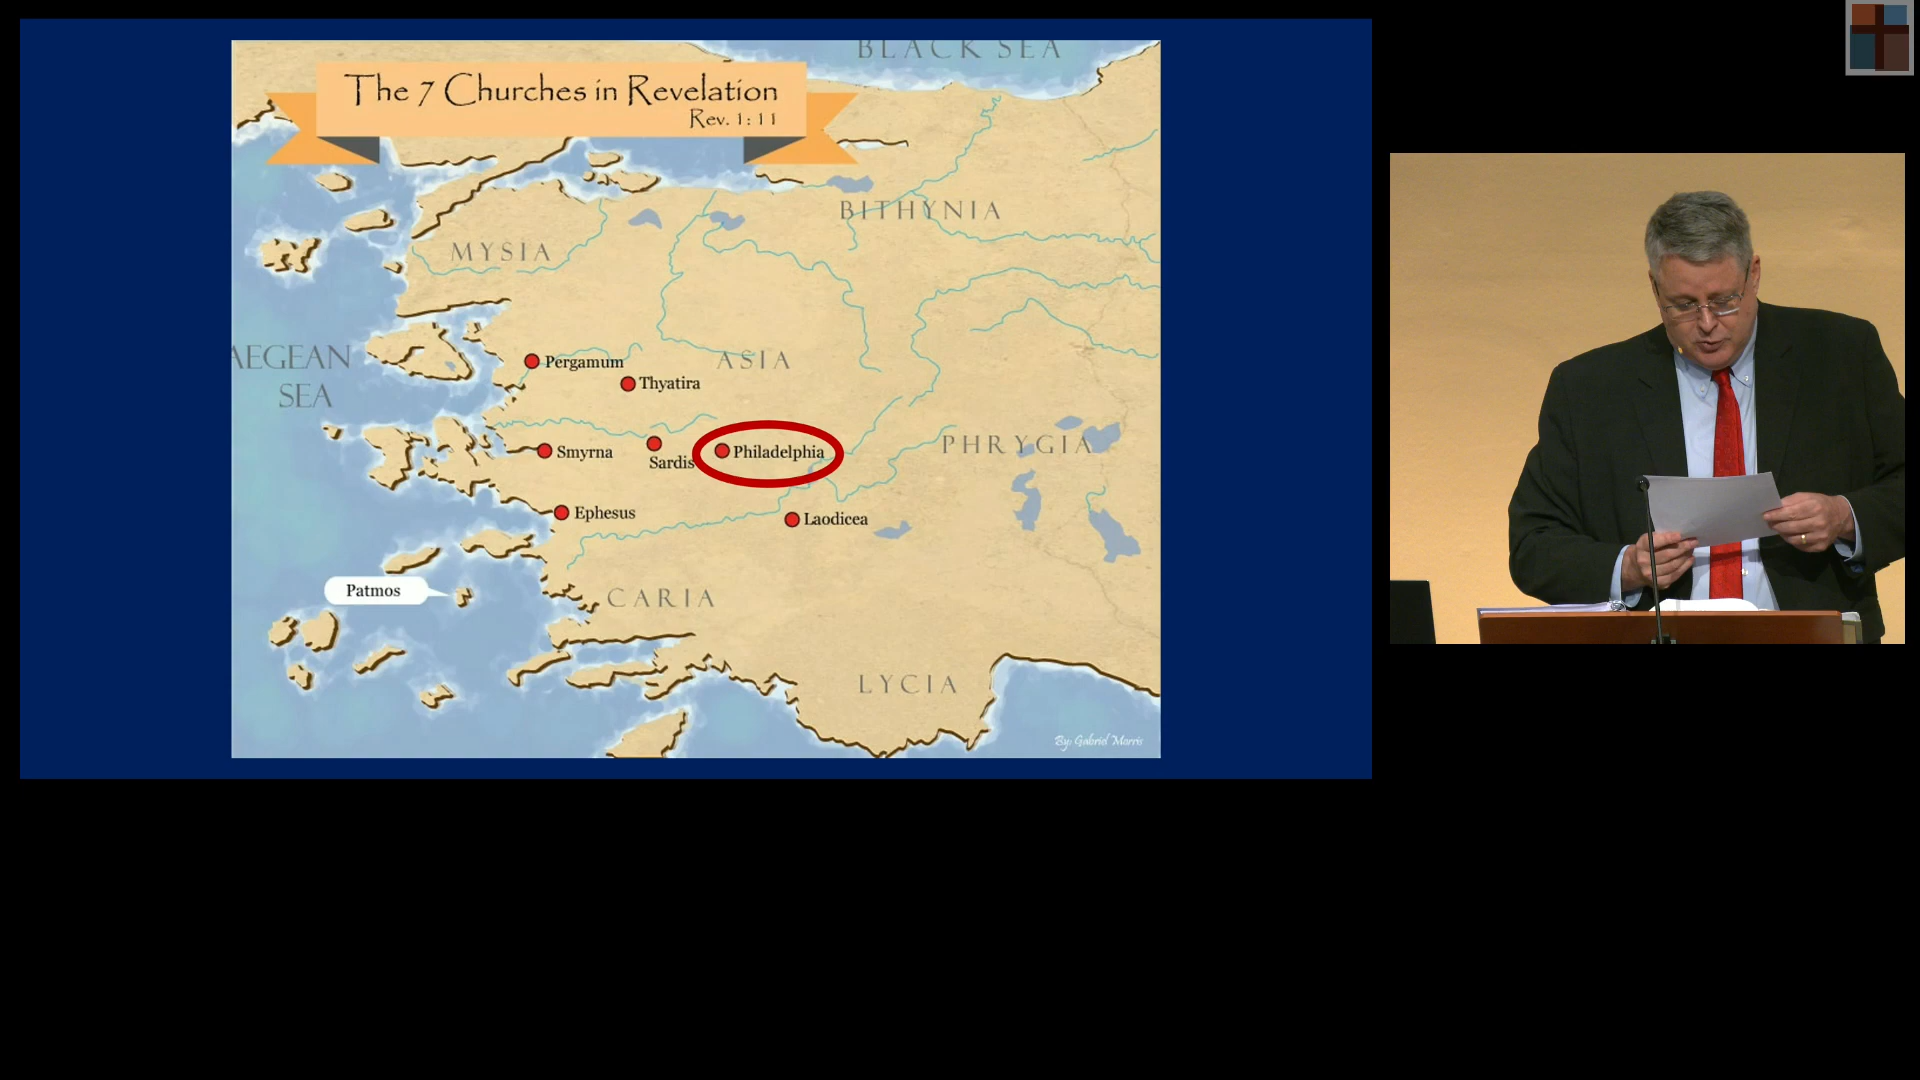 The 7 Churches in Revelation
Rev. 1:11
BLACK SEA
BITHYNIA
MYSIA
AEGEAN
SEA
ASIA
Pergamum
Thyatira
Smyrna
Sardis
Philadelphia
PHRYGIA
Ephesus
Laodicea
Patmos
CARIA
LYCIA
By: Gabriel Morris